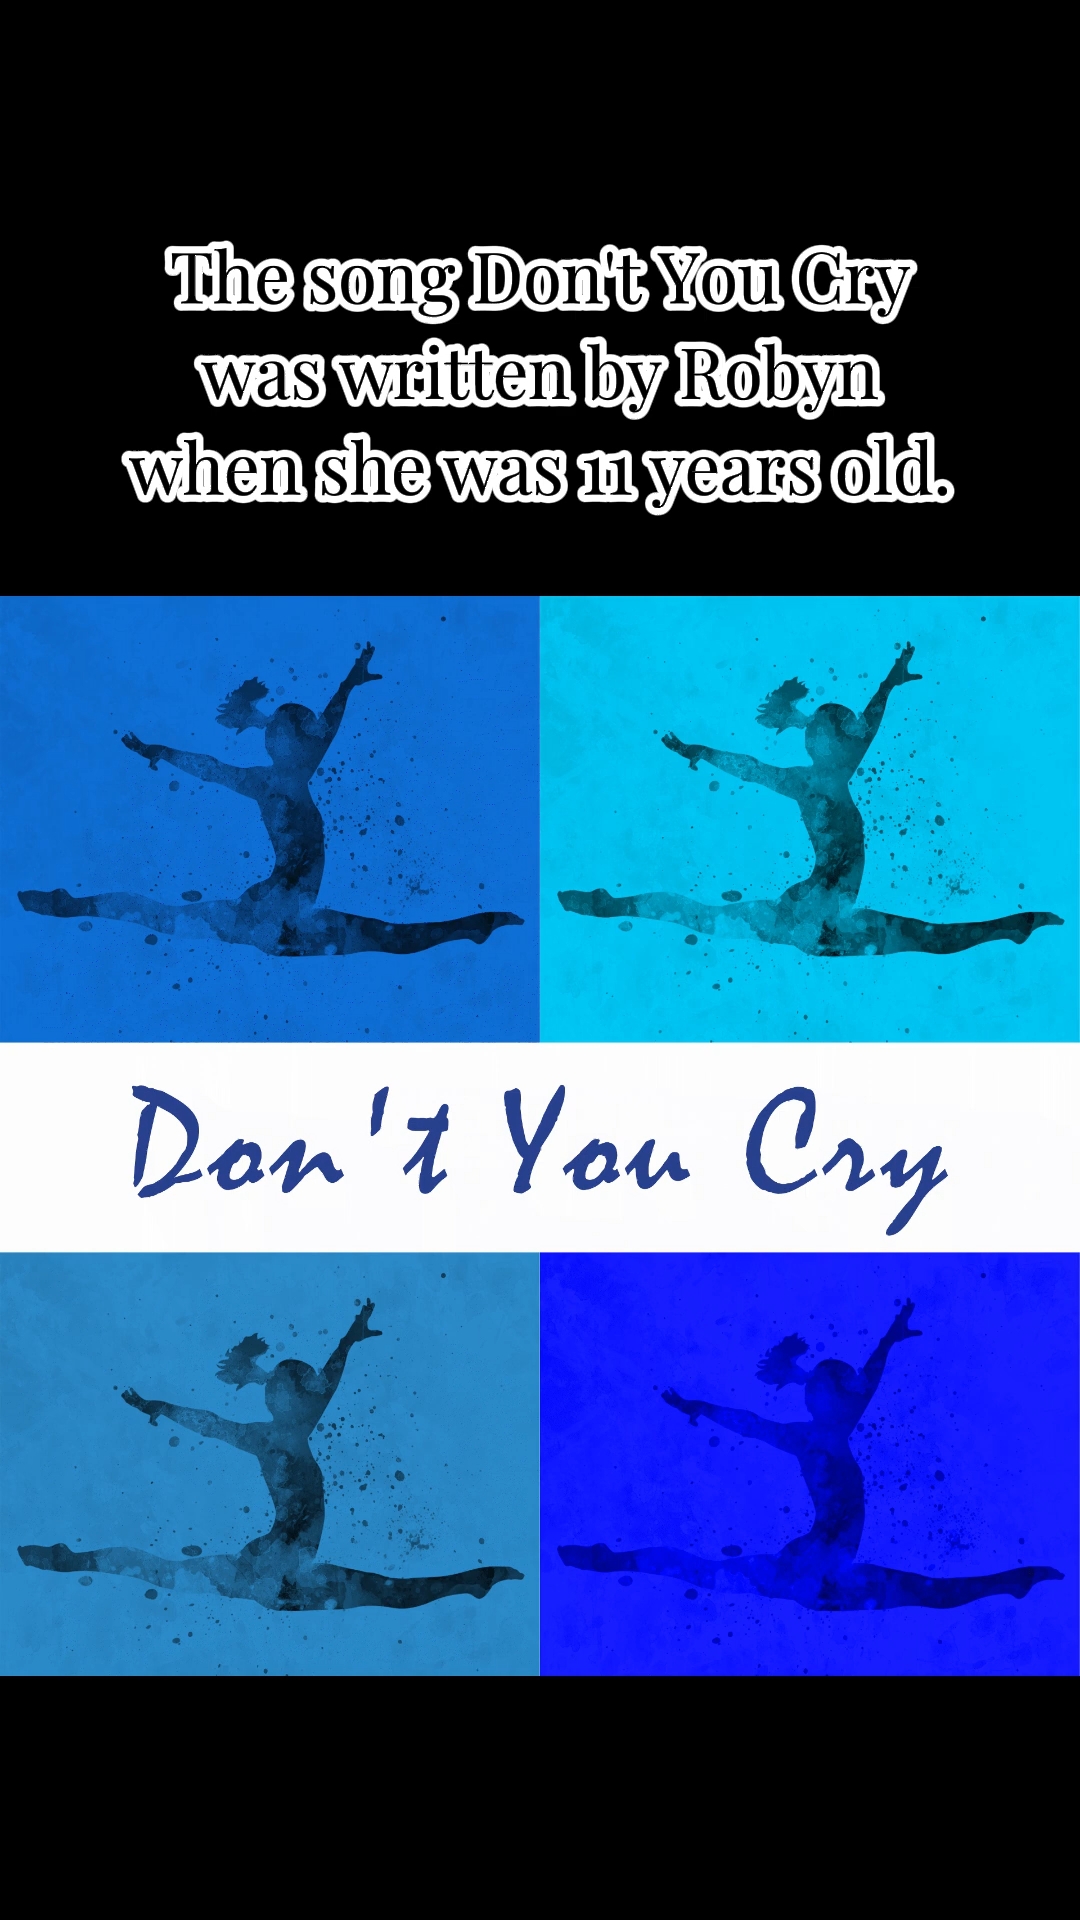 The song Don't You Cry
was written by Robyn
when she was 11 years old.
Don't You Cry